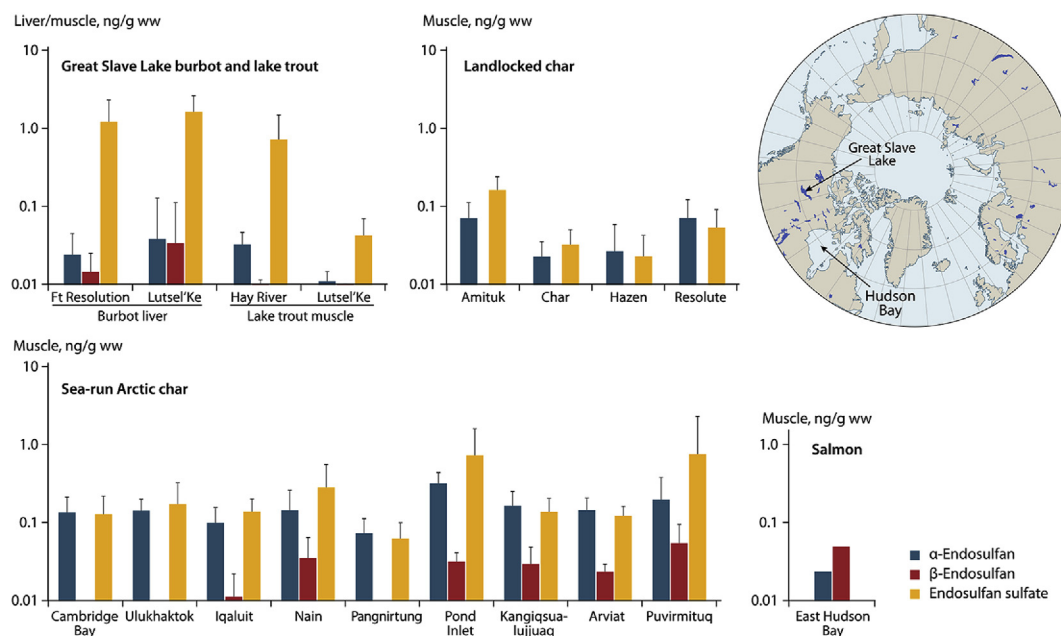 Liver/muscle, ng/g ww
10
Great Slave Lake burbot and lake trout
1.0
0.1
0.01
Ft Resolution Lutsel'Ke Hay River Lutsel'Ke
Burbot liver Lake trout muscle
Muscle, ng/g ww
10
Landlocked char
1.0
0.1
0.01
Amituk Char Hazen Resolute
Great Slave
Lake
Hudson
Bay
Muscle, ng/g ww
Sea-run Arctic char
10
1.0
0.1
0.01
Cambridge Bay Ulukhaktok Iqaluit Nain Pangnirtung Pond Inlet Kangiqsua-lujjuaq Arviat Puvirmituq
Muscle, ng/g ww
Salmon
1.0
0.1
0.01
East Hudson
Bay
α-Endosulfan
β-Endosulfan
Endosulfan sulfate